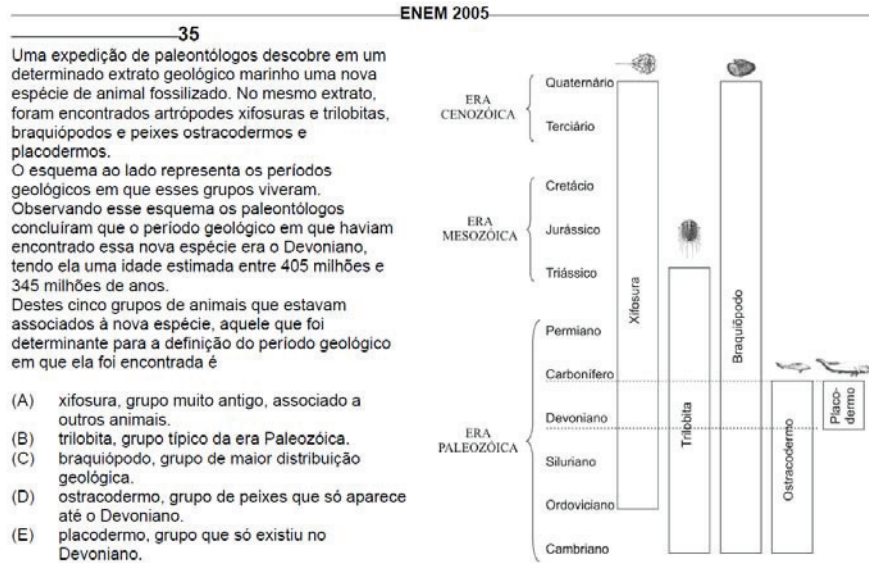 ENEM 2005
35
Uma expedição de paleontólogos descobre em um
determinado extrato geológico marinho uma nova
espécie de animal fossilizado. No mesmo extrato,
foram encontrados artrópodes xifosuras e trilobitas,
braquiópodos e peixes ostracodermos e
placodermos.
O esquema ao lado representa os períodos
geológicos em que esses grupos viveram.
Observando esse esquema os paleontólogos
concluíram que o período geológico em que haviam
encontrado essa nova espécie era o Devoniano,
tendo ela uma idade estimada entre 405 milhões e
345 milhões de anos.
Destes cinco grupos de animais que estavam
associados à nova espécie, aquele que foi
determinante para a definição do período geológico
em que ela foi encontrada é
(A) xifosura, grupo muito antigo, associado a
outros animais.
(B) trilobita, grupo típico da era Paleozóica.
(C) braquiópodo, grupo de maior distribuição
geológica.
(D) ostracodermo, grupo de peixes que só aparece
até o Devoniano.
(E) placodermo, grupo que só existiu no
Devoniano.
ERA
CENOZÓICA
Quaternário
Terciário
ERA
MESOZÓICA
Cretácio
Jurássico
Triássico
ERA
PALEOZÓICA
Permiano
Carbonífero
Devoniano
Siluriano
Ordoviciano
Cambriano
Xifosura
Trilobita
Braquiópodo
Ostracodermo
Placo-
dermo